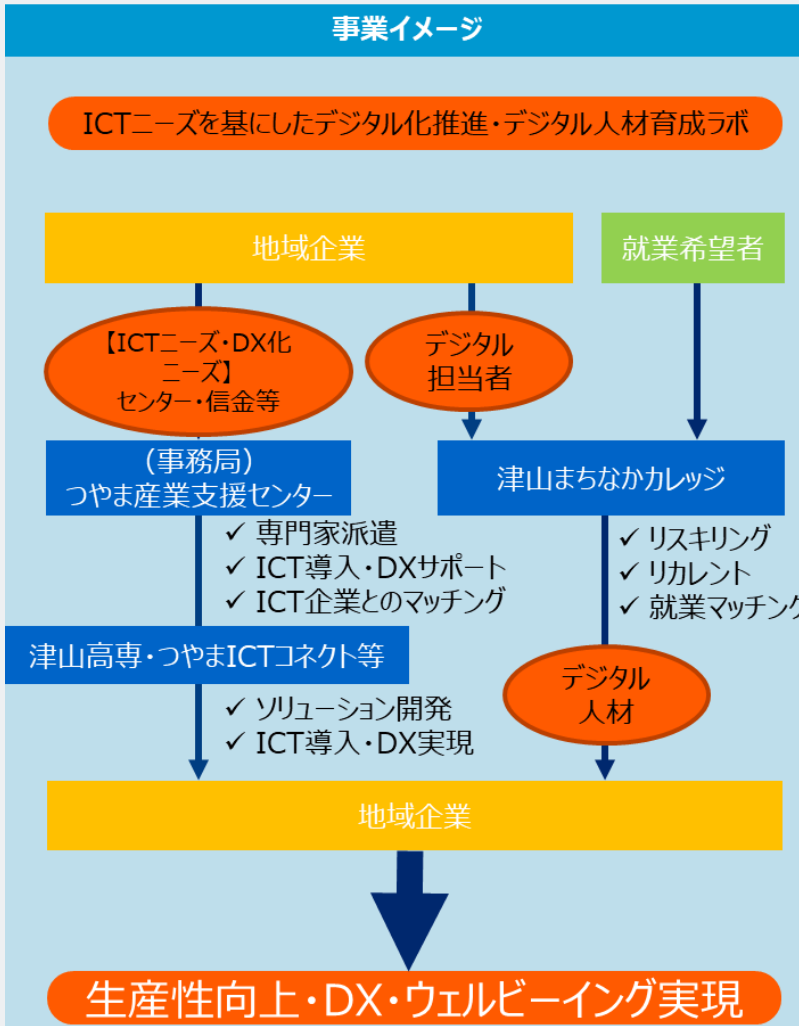 事業イメージ
ICTニーズを基にしたデジタル化推進・デジタル人材育成ラボ
地域企業
就業希望者
【ICTニーズ・DX化
ニーズ】
センター・信金等
デジタル
担当者
(事務局)
つやま産業支援センター
津山まちなかカレッジ
✓ 専門家派遣
✓ ICT導入・DXサポート
✓ ICT企業とのマッチング
✓ リスキリング
✓ リカレント
✓ 就業マッチング
津山高専・つやまICTコネクト等
デジタル
人材
✓ ソリューション開発
✓ ICT導入・DX実現
地域企業
生産性向上・DX・ウェルビーイング実現